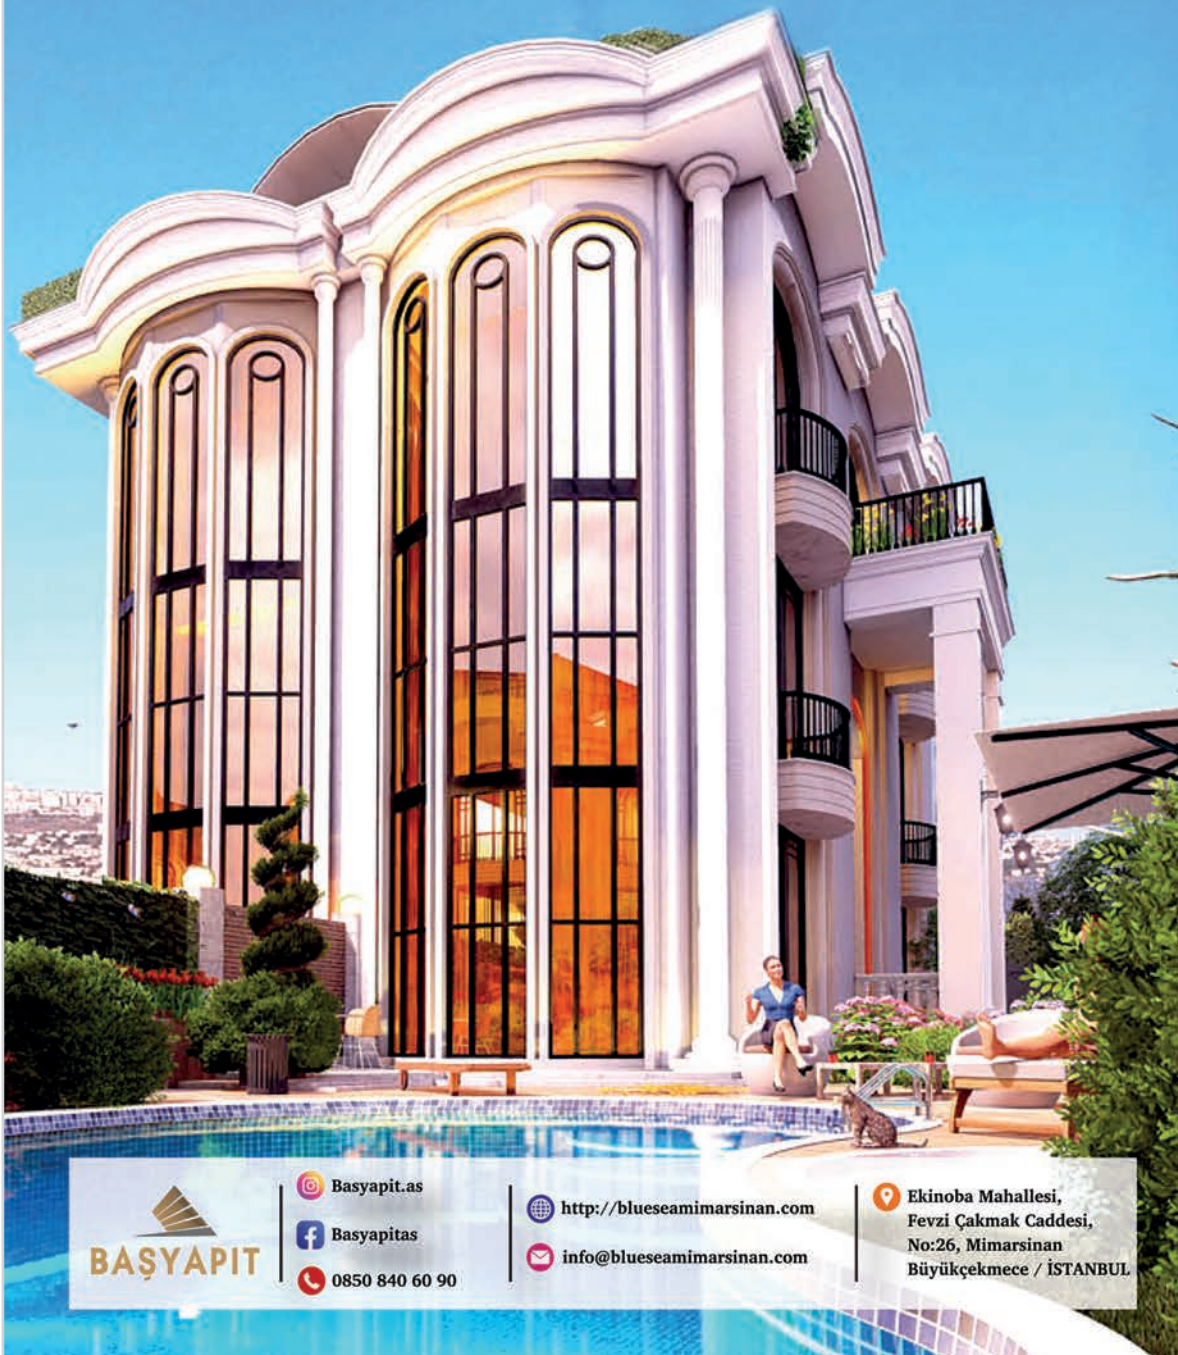 BAŞYAPIT
Basyapit.as
Basyapitas
0850 840 60 90
http://blueseamimarsinan.com
info@blueseamimarsinan.com
Ekinoba Mahallesi,
Fevzi Çakmak Caddesi,
No:26, Mimarsinan
Büyükçekmece / İSTANBUL